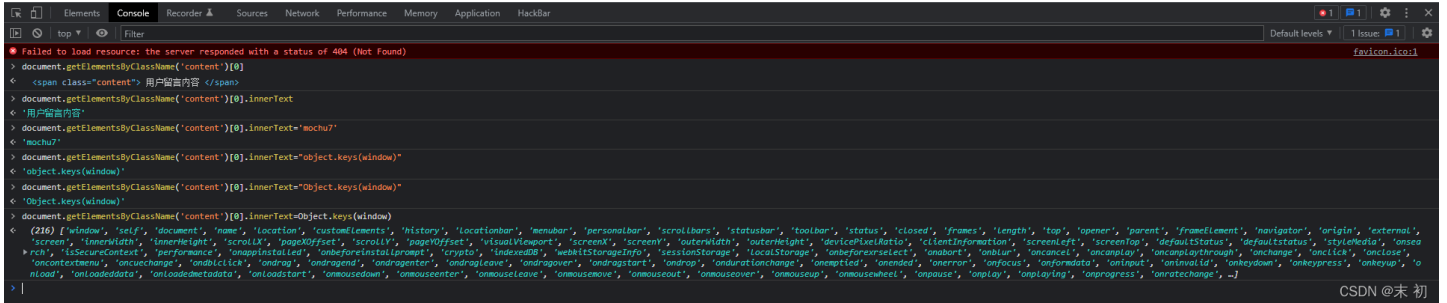 Elements Console Recorder Sources Network Performance Memory Application HackBar 1 1
top Filter Default levels 1 Issue: 1
Failed to load resource: the server responded with a status of 404 (Not Found) favicon.ico:1
> document.getElementsByClassName('content')[0]
<span class="content"> 用户留言内容 </span>
> document.getElementsByClassName('content')[0].innerText
'用户留言内容'
> document.getElementsByClassName('content')[0].innerText='mochu7'
'mochu7'
> document.getElementsByClassName('content')[0].innerText="object.keys(window)"
'object.keys(window)'
> document.getElementsByClassName('content')[0].innerText="Object.keys(window)"
'Object.keys(window)'
> document.getElementsByClassName('content')[0].innerText=Object.keys(window)
(216) ['window', 'self', 'document', 'name', 'location', 'customElements', 'history', 'locationbar', 'menubar', 'personalbar', 'scrollbars', 'statusbar', 'toolbar', 'status', 'closed', 'frames', 'length', 'top', 'opener', 'parent', 'frameElement', 'navigator', 'origin', 'external',
'screen', 'innerWidth', 'innerHeight', 'scrollX', 'pageXOffset', 'scrollY', 'pageYOffset', 'visualViewport', 'screenX', 'screenY', 'outerWidth', 'outerHeight', 'devicePixelRatio', 'clientInformation', 'screenLeft', 'screenTop', 'defaultStatus', 'defaultstatus', 'styleMedia', 'onsea
rch', 'isSecureContext', 'performance', 'onappinstalled', 'onbeforeinstallprompt', 'crypto', 'indexedDB', 'webkitStorageInfo', 'sessionStorage', 'localStorage', 'onbeforexrselect', 'onabort', 'onblur', 'oncancel', 'oncanplay', 'oncanplaythrough', 'onchange', 'onclick', 'onclose',
'oncontextmenu', 'oncuechange', 'ondblclick', 'ondrag', 'ondragend', 'ondragenter', 'ondragleave', 'ondragover', 'ondragstart', 'ondrop', 'ondurationchange', 'onemptied', 'onended', 'onerror', 'onfocus', 'onformdata', 'oninput', 'oninvalid', 'onkeydown', 'onkeypress', 'onkeyup', 'o
nload', 'onloadeddata', 'onloadedmetadata', 'onloadstart', 'onmousedown', 'onmouseenter', 'onmouseleave', 'onmousemove', 'onmouseout', 'onmouseover', 'onmouseup', 'onmousewheel', 'onpause', 'onplay', 'onplaying', 'onprogress', 'onratechange', …]
>
CSDN @末 初